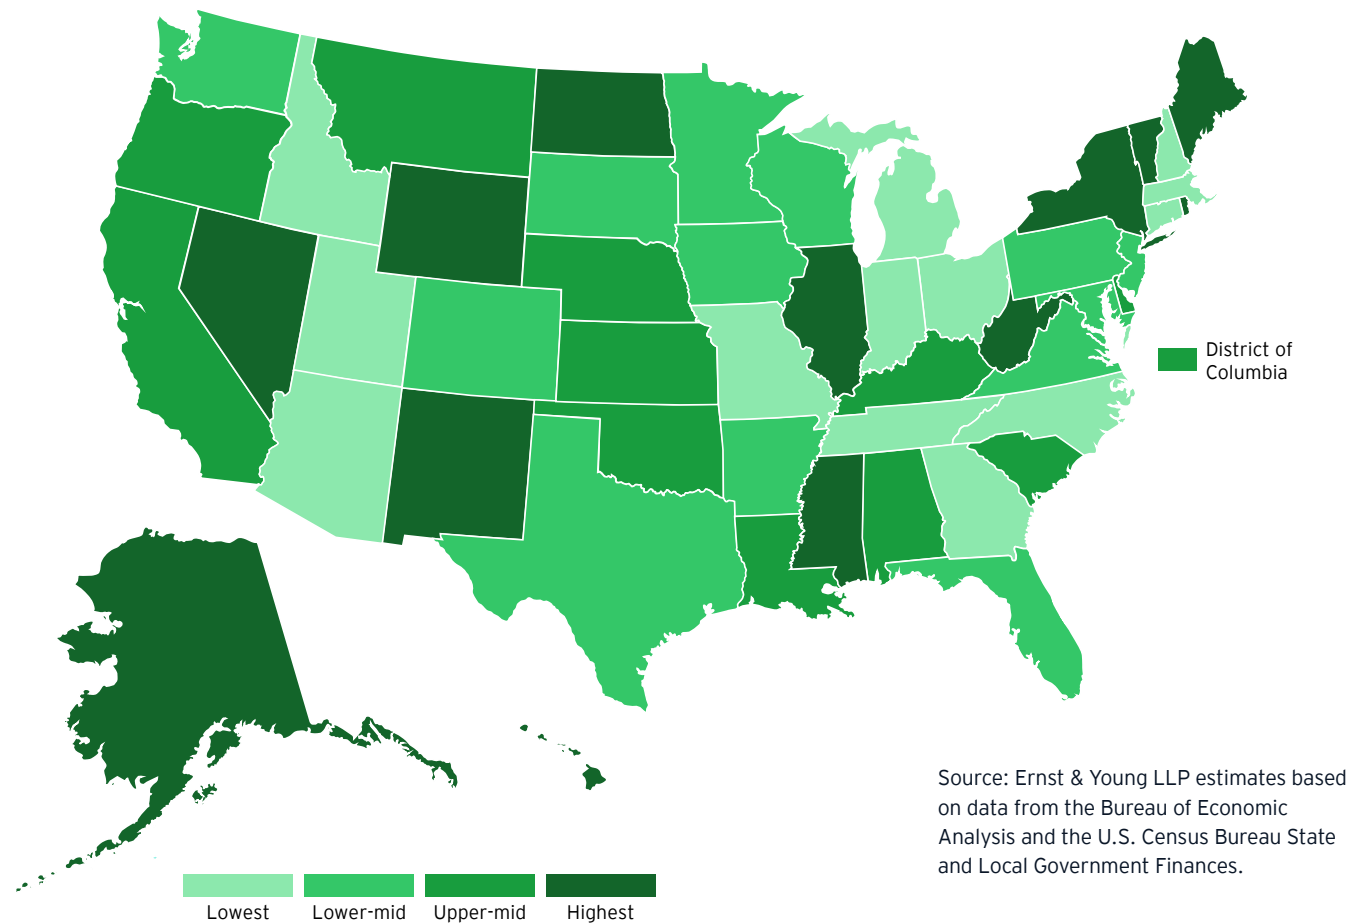 District of
Columbia
Source: Ernst & Young LLP estimates based
on data from the Bureau of Economic
Analysis and the U.S. Census Bureau State
and Local Government Finances.
Lowest
Lower-mid
Upper-mid
Highest